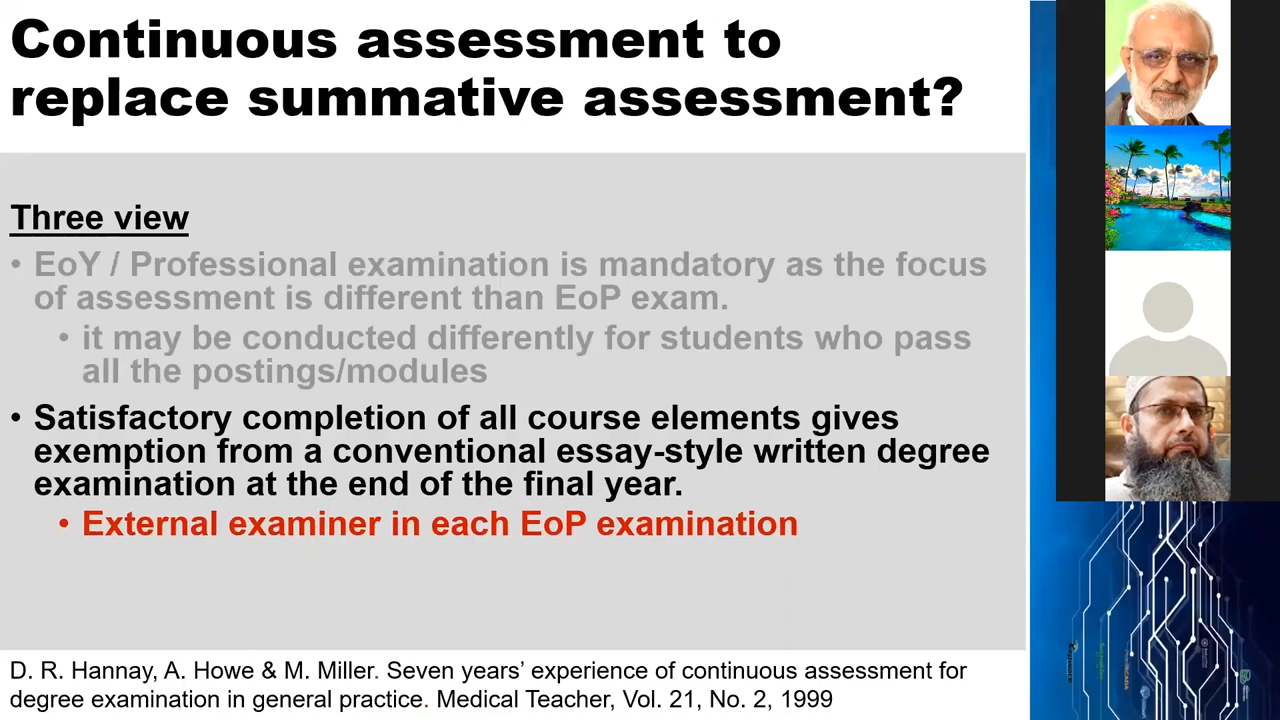 Continuous assessment to
replace summative assessment?
Three view
• EoY / Professional examination is mandatory as the focus
of assessment is different than EoP exam.
• it may be conducted differently for students who pass
all the postings/modules
• Satisfactory completion of all course elements gives
exemption from a conventional essay-style written degree
examination at the end of the final year.
• External examiner in each EoP examination
D. R. Hannay, A. Howe & M. Miller. Seven years’ experience of continuous assessment for
degree examination in general practice. Medical Teacher, Vol. 21, No. 2, 1999